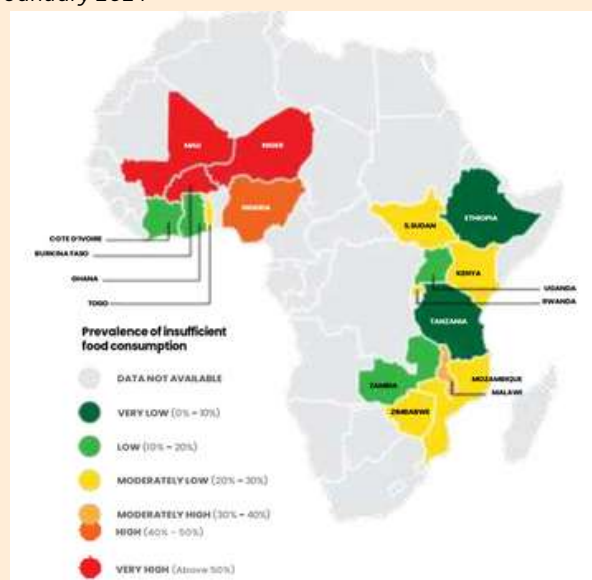 MALI
NIGER
NIGERIA
COTE D'IVOIRE
BURKINA FASO
GHANA
TOGO
S.SUDAN
ETHIOPIA
KENYA
UGANDA
RWANDA
TANZANIA
ZAMBIA
MOZAMBIQUE
MALAWI
ZIMBABWE
Prevalence of insufficient
food consumption
DATA NOT AVAILABLE
VERY LOW (0% - 10%)
LOW (10% - 20%)
MODERATELY LOW (20% - 30%)
MODERATELY HIGH (30% - 40%)
HIGH (40% - 50%)
VERY HIGH (Above 50%)